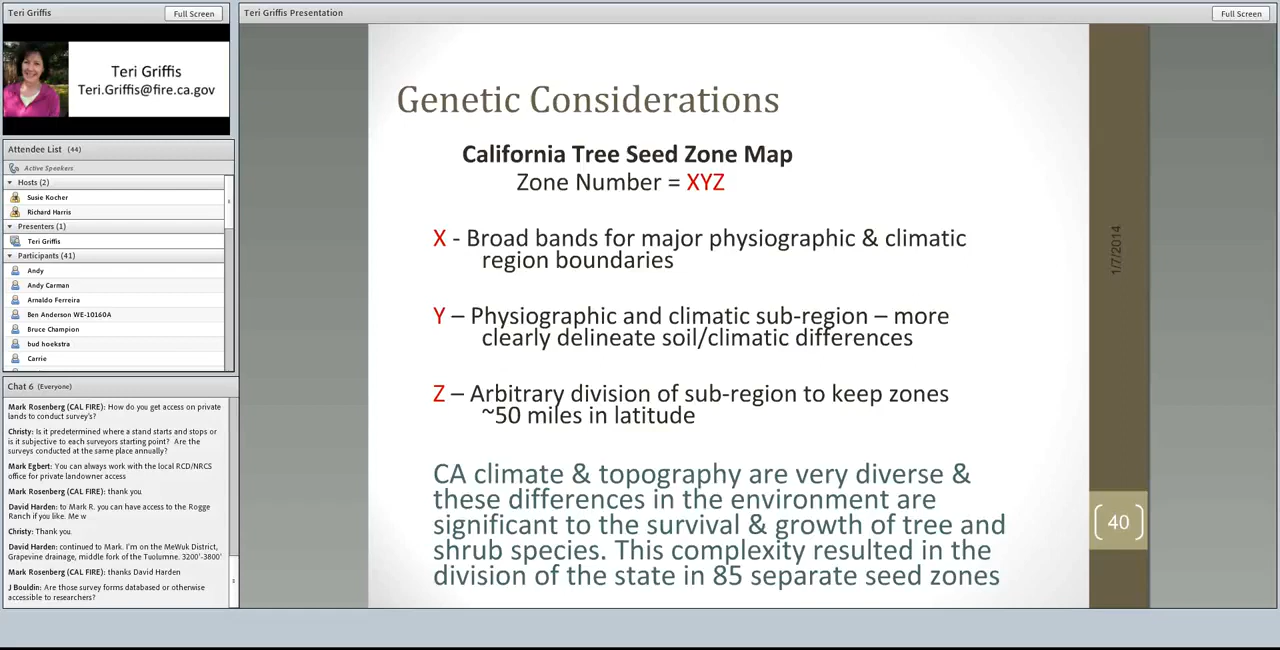 Teri Griffis
Full Screen
Teri Griffis
Teri.Griffis@fire.ca.gov
Attendee List (44)
Active Speakers
Hosts (2)
Susie Kocher
Richard Harris
Presenters (1)
Teri Griffis
Participants (41)
Andy
Andy Carman
Arnaldo Ferreira
Ben Anderson WE-10160A
Bruce Champion
bud hoekstra
Carrie
Chat 6 (Everyone)
Mark Rosenberg (CAL FIRE): How do you get access on private
lands to conduct survey's?
Christy: Is it predetermined where a stand starts and stops or
is it subjective to each surveyors starting point? Are the
surveys conducted at the same place annually?
Mark Egbert: You can always work with the local RCD/NRCS
office for private landowner access
Mark Rosenberg (CAL FIRE): thank you.
David Harden: to Mark R. you can have access to the Rogge
Ranch if you like. Me w
Christy: Thank you.
David Harden: continued to Mark. I'm on the MeWuk District,
Grapevine drainage, middle fork of the Tuolumne. 3200'-3800'
Mark Rosenberg (CAL FIRE): thanks David Harden
J Bouldin: Are those survey forms databased or otherwise
accessible to researchers?
Teri Griffis Presentation
Full Screen
Genetic Considerations
California Tree Seed Zone Map
Zone Number = XYZ
X - Broad bands for major physiographic & climatic
region boundaries
Y – Physiographic and climatic sub-region – more
clearly delineate soil/climatic differences
Z – Arbitrary division of sub-region to keep zones
~50 miles in latitude
CA climate & topography are very diverse &
these differences in the environment are
significant to the survival & growth of tree and
shrub species. This complexity resulted in the
division of the state in 85 separate seed zones
1/7/2014
40